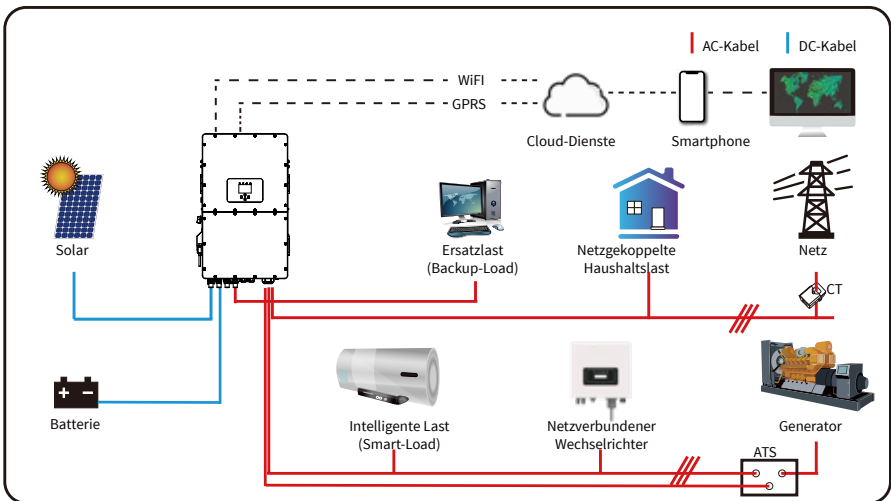 AC-Kabel
DC-Kabel
WiFI
GPRS
Cloud-Dienste
Smartphone
Solar
Ersatzlast
(Backup-Load)
Netzgekoppelte
Haushaltslast
Netz
CT
Batterie
Intelligente Last
(Smart-Load)
Netzverbundener
Wechselrichter
Generator
ATS